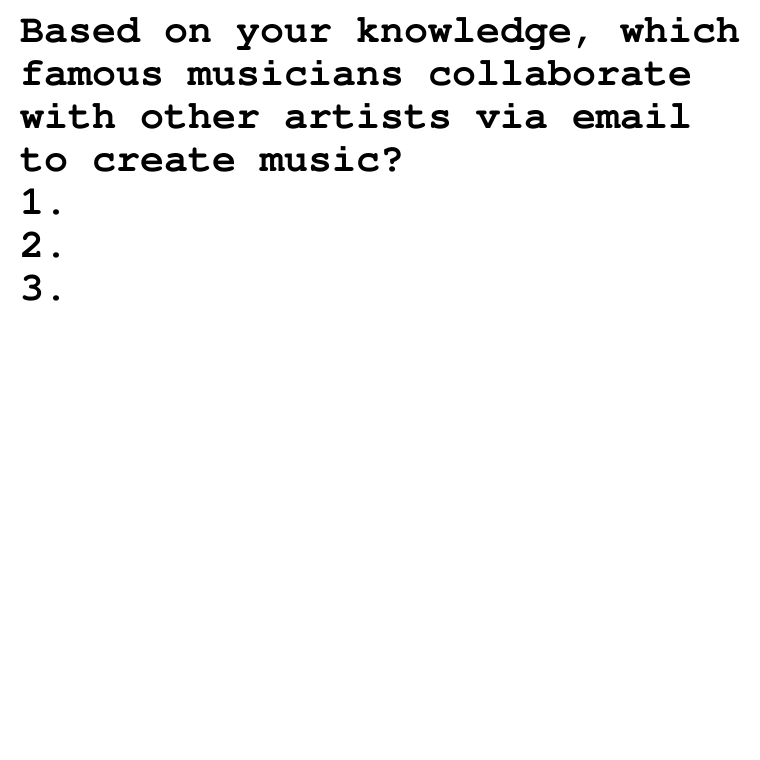 Based on your knowledge, which
famous musicians collaborate
with other artists via email
to create music?
1.
2.
3.